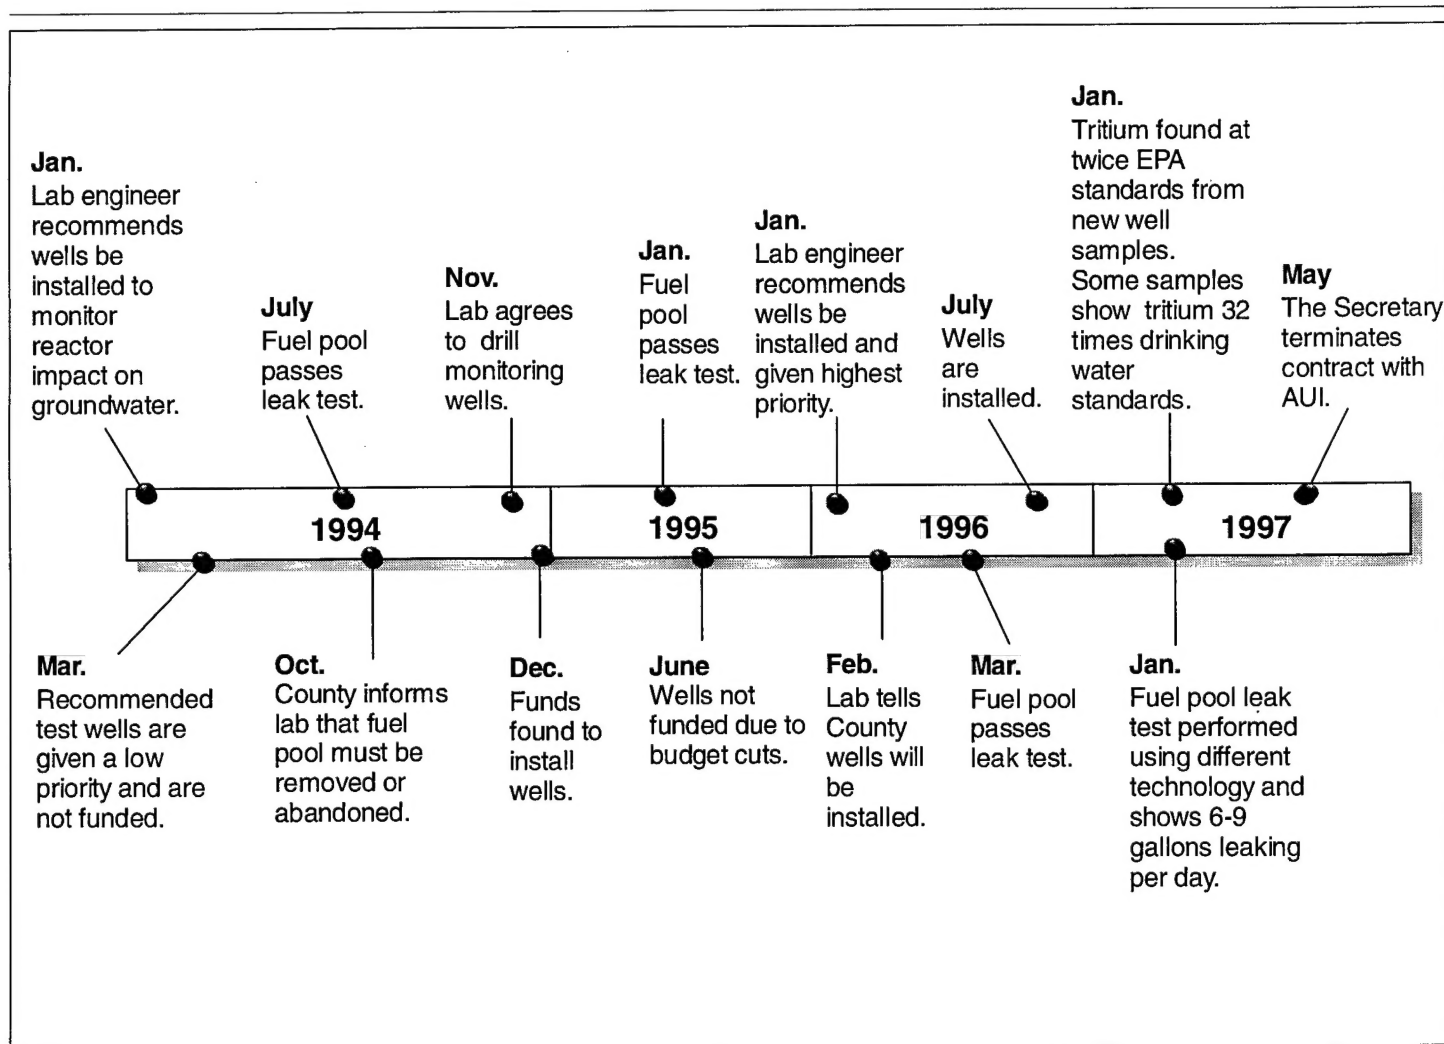 Jan.
Lab engineer
recommends
wells be
installed to
monitor
reactor
impact on
groundwater.
July
Fuel pool
passes
leak test.
Nov.
Lab agrees
to drill
monitoring
wells.
Jan.
Fuel
pool
passes
leak test.
Jan.
Lab engineer
recommends
wells be
installed and
given highest
priority.
July
Wells
are
installed.
Jan.
Tritium found at
twice EPA
standards from
new well
samples.
Some samples
show tritium 32
times drinking
water
standards.
May
The Secretary
terminates
contract with
AUI.
1994
1995
1996
1997
Mar.
Recommended
test wells are
given a low
priority and are
not funded.
Oct.
County informs
lab that fuel
pool must be
removed or
abandoned.
Dec.
Funds
found to
install
wells.
June
Wells not
funded due to
budget cuts.
Feb.
Lab tells
County
wells will
be
installed.
Mar.
Fuel pool
passes
leak test.
Jan.
Fuel pool leak
test performed
using different
technology and
shows 6-9
gallons leaking
per day.